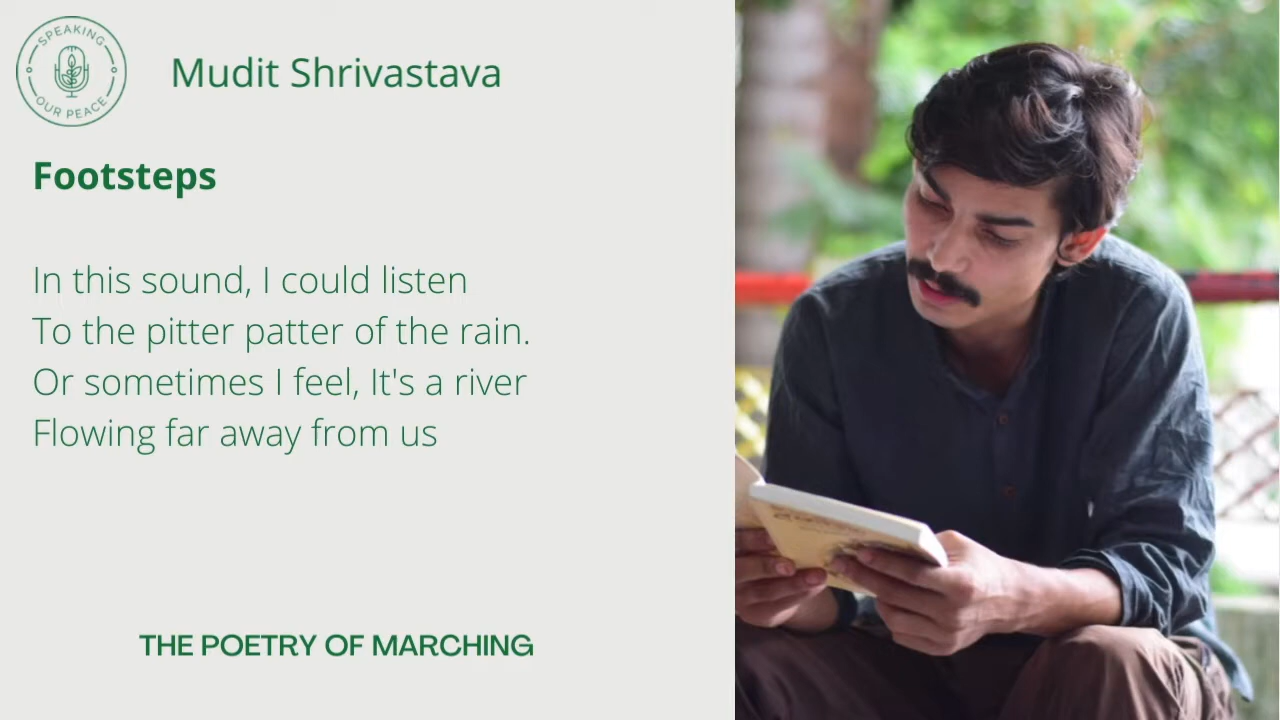 SPEAKING
OUR PEACE
Mudit Shrivastava
Footsteps
In this sound, I could listen
To the pitter patter of the rain.
Or sometimes I feel, It's a river
Flowing far away from us
THE POETRY OF MARCHING